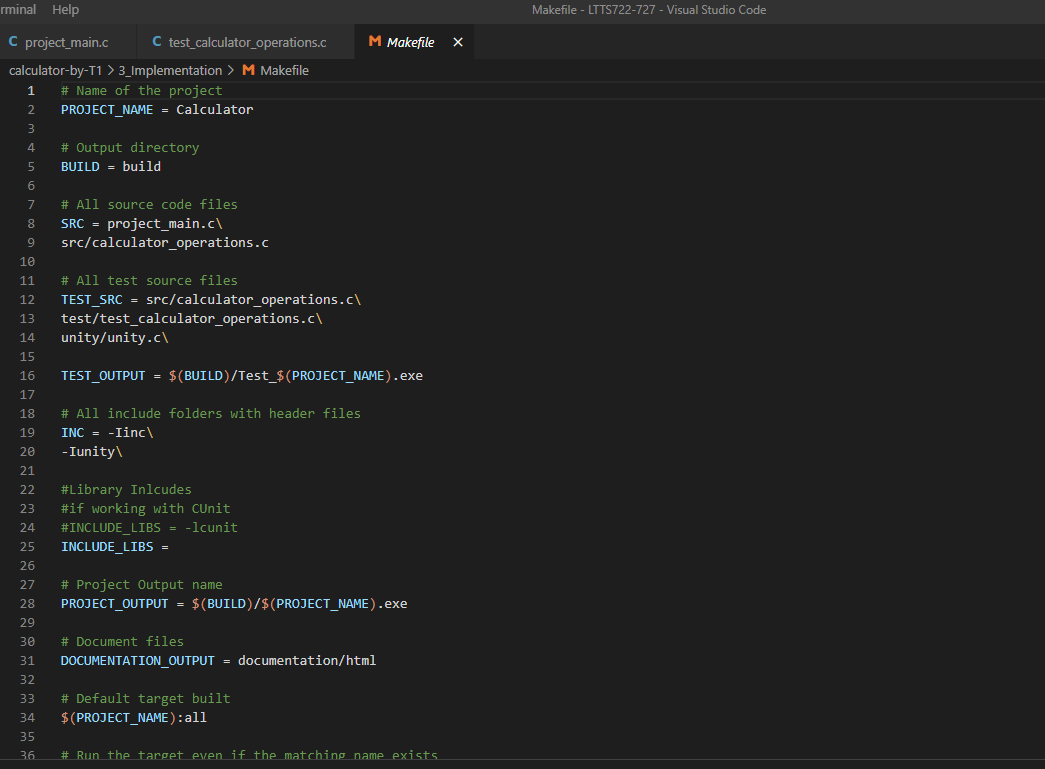 rminal Help Makefile - LTTS722-727 - Visual Studio Code
C project_main.c C test_calculator_operations.c M Makefile ×
calculator-by-T1 > 3_Implementation > M Makefile
1 # Name of the project
2 PROJECT_NAME = Calculator
3
4 # Output directory
5 BUILD = build
6
7 # All source code files
8 SRC = project_main.c\
9 src/calculator_operations.c
10
11 # All test source files
12 TEST_SRC = src/calculator_operations.c\
13 test/test_calculator_operations.c\
14 unity/unity.c\
15
16 TEST_OUTPUT = $(BUILD)/Test_$(PROJECT_NAME).exe
17
18 # All include folders with header files
19 INC = -Iinc\
20 -Iunity\
21
22 #Library Inlcudes
23 #if working with CUnit
24 #INCLUDE_LIBS = -lcunit
25 INCLUDE_LIBS =
26
27 # Project Output name
28 PROJECT_OUTPUT = $(BUILD)/$(PROJECT_NAME).exe
29
30 # Document files
31 DOCUMENTATION_OUTPUT = documentation/html
32
33 # Default target built
34 $(PROJECT_NAME):all
35
36 # Run the target even if the matching name exists